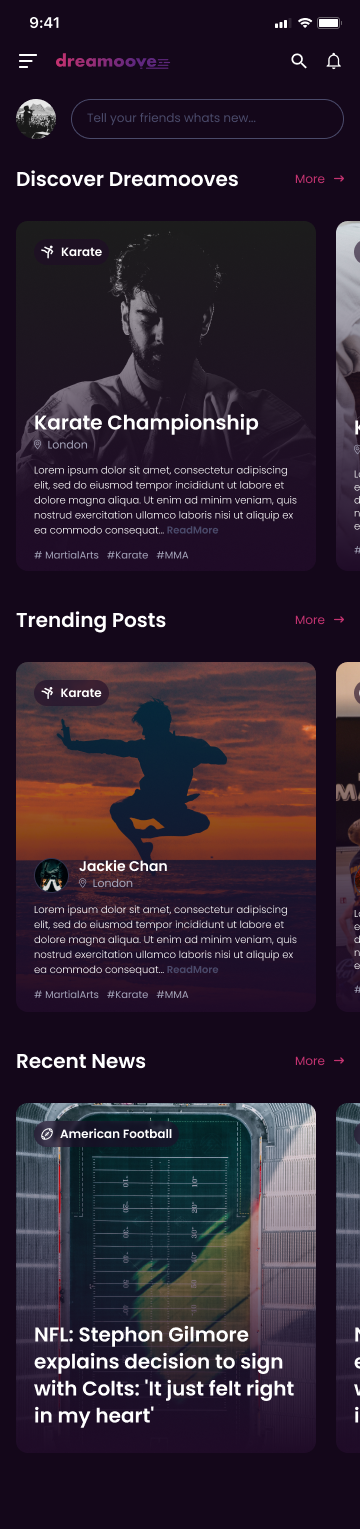 9:41
dreamoove
Tell your friends whats new...
Discover Dreamooves
More →
Karate
Karate Championship
London
Lorem ipsum dolor sit amet, consectetur adipiscing
elit, sed do eiusmod tempor incididunt ut labore et
dolore magna aliqua. Ut enim ad minim veniam, quis
nostrud exercitation ullamco laboris nisi ut aliquip ex
ea commodo consequat... ReadMore
# MartialArts #Karate #MMA
Trending Posts
More →
Karate
Jackie Chan
London
Lorem ipsum dolor sit amet, consectetur adipiscing
elit, sed do eiusmod tempor incididunt ut labore et
dolore magna aliqua. Ut enim ad minim veniam, quis
nostrud exercitation ullamco laboris nisi ut aliquip ex
ea commodo consequat... ReadMore
# MartialArts #Karate #MMA
Recent News
More →
American Football
NFL: Stephon Gilmore
explains decision to sign
with Colts: 'It just felt right
in my heart'